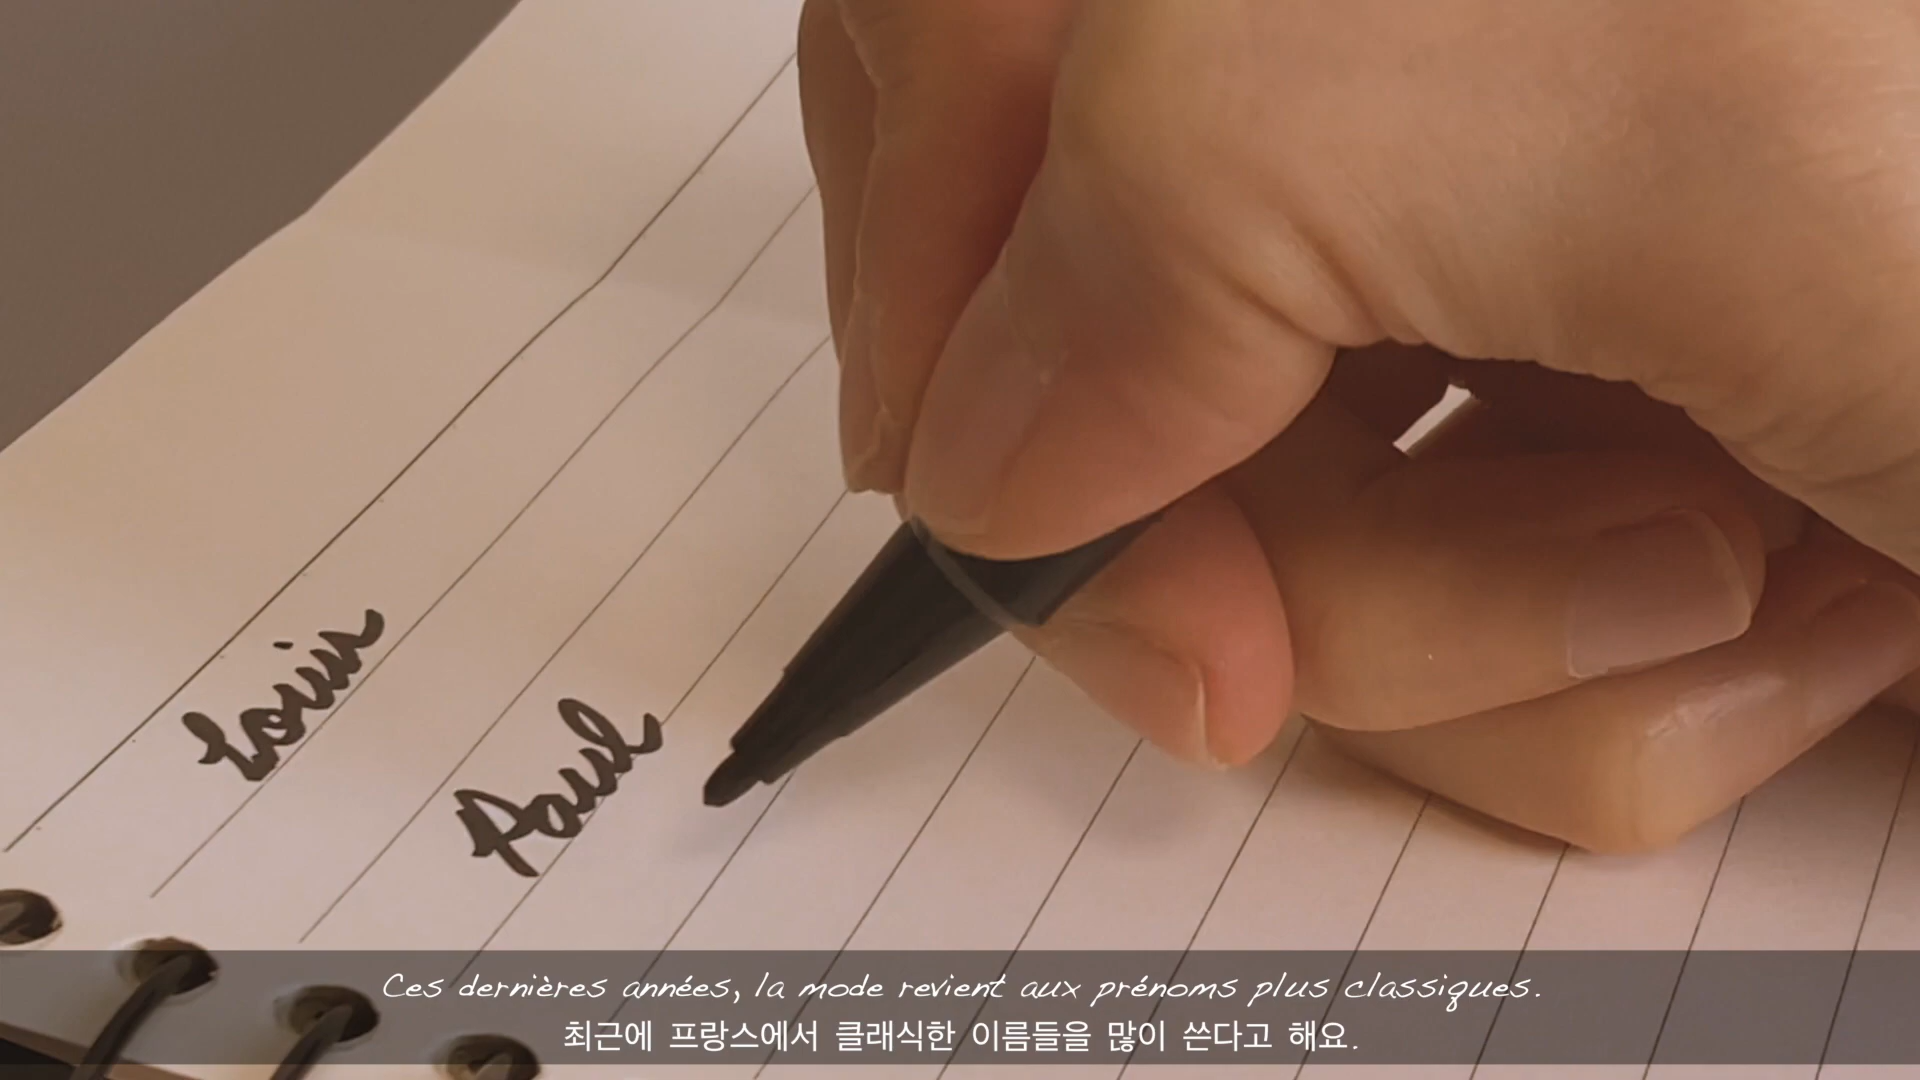 Louis
Paul
Ces dernières années, la mode revient aux prénoms plus classiques.
최근에 프랑스에서 클래식한 이름들을 많이 쓴다고 해요.